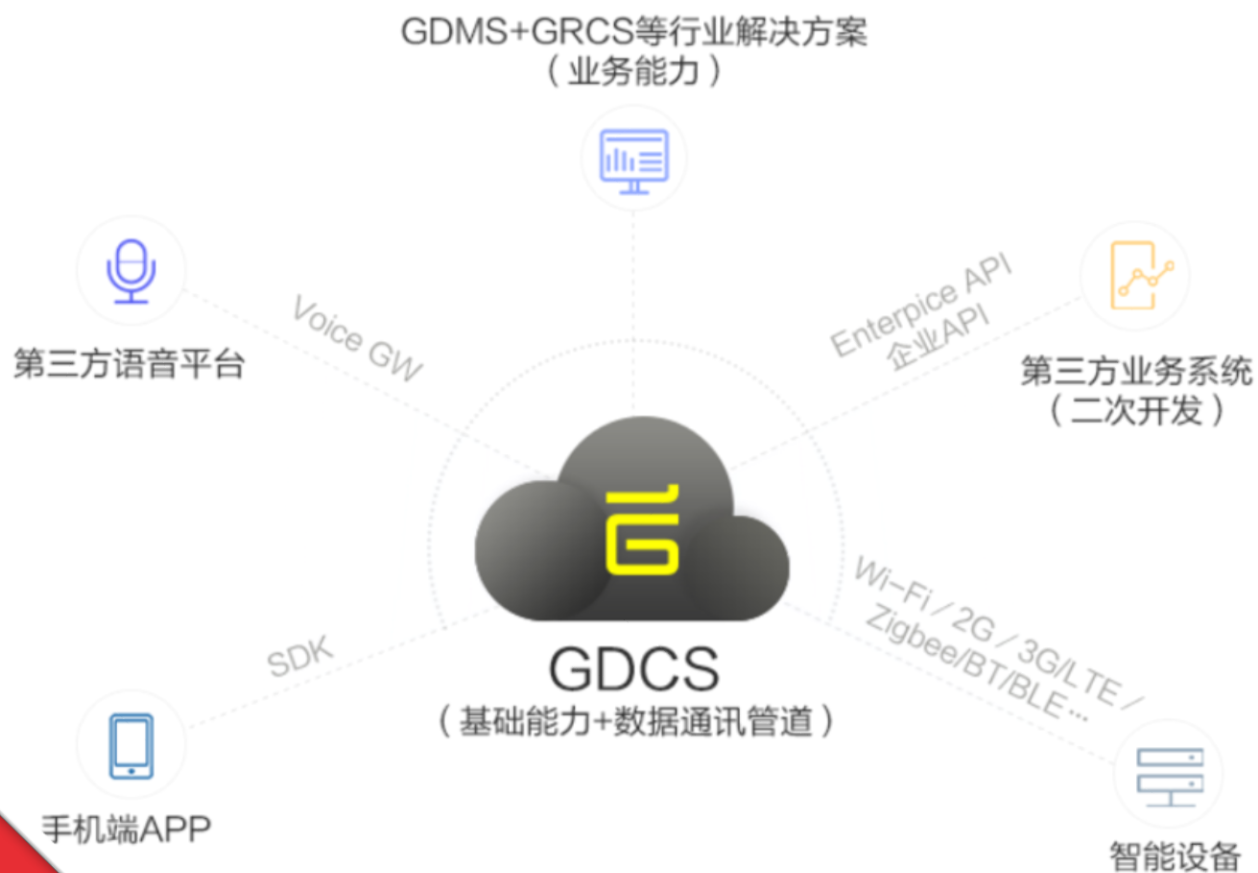 GDMS+GRCS等行业解决方案
（业务能力）
Voice GW
第三方语音平台
Enterpice API
企业API
第三方业务系统
（二次开发）
GDCS
（基础能力+数据通讯管道）
SDK
手机端APP
Wi-Fi／2G／3G/LTE／
Zigbee/BT/BLE…
智能设备